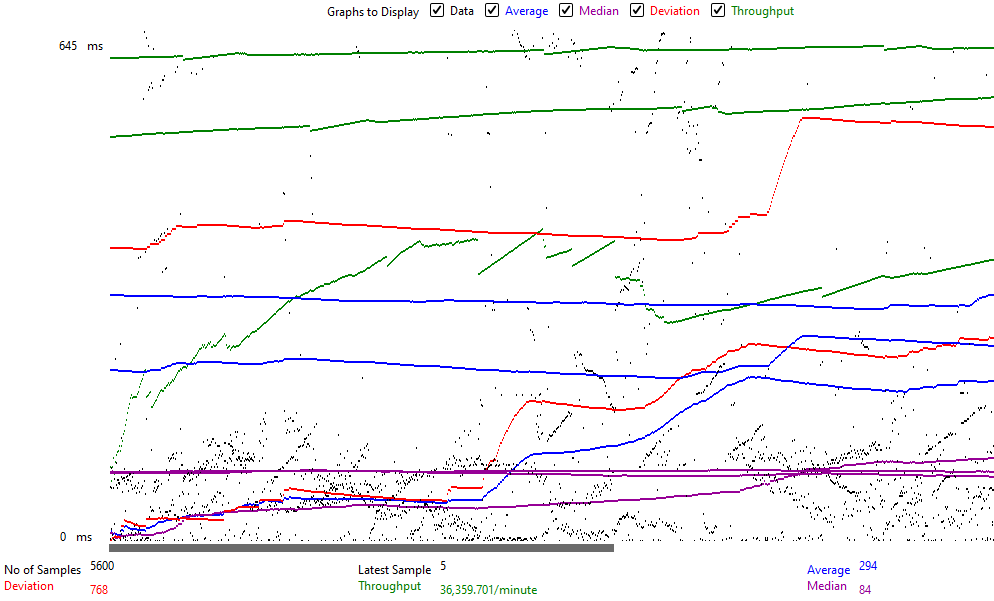 Graphs to Display Data Average Median Deviation Throughput
645 ms
0 ms
No of Samples 5600 Latest Sample 5 Average 294
Deviation 768 Throughput 36,359.701/minute Median 84